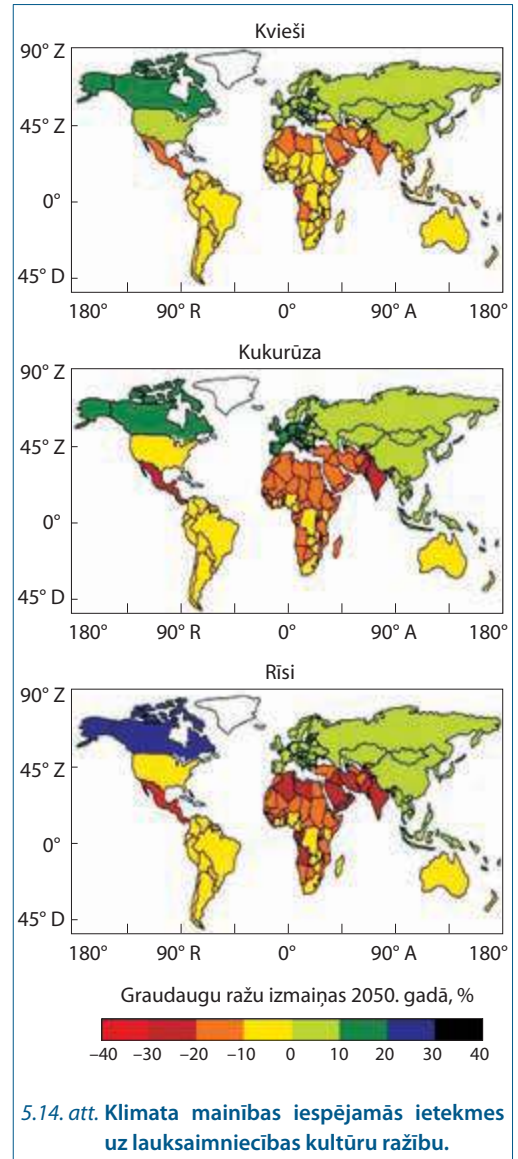 Kvieši
90° Z
45° Z
0°
45° D
180° 90° R 0° 90° A 180°
Kukurūza
90° Z
45° Z
0°
45° D
180° 90° R 0° 90° A 180°
Rīsi
90° Z
45° Z
0°
45° D
180° 90° R 0° 90° A 180°
Graudaugu ražu izmaiņas 2050. gadā, %
–40 –30 –20 –10 0 10 20 30 40
5.14. att. Klimata mainības iespējamās ietekmes
uz lauksaimniecības kultūru ražību.